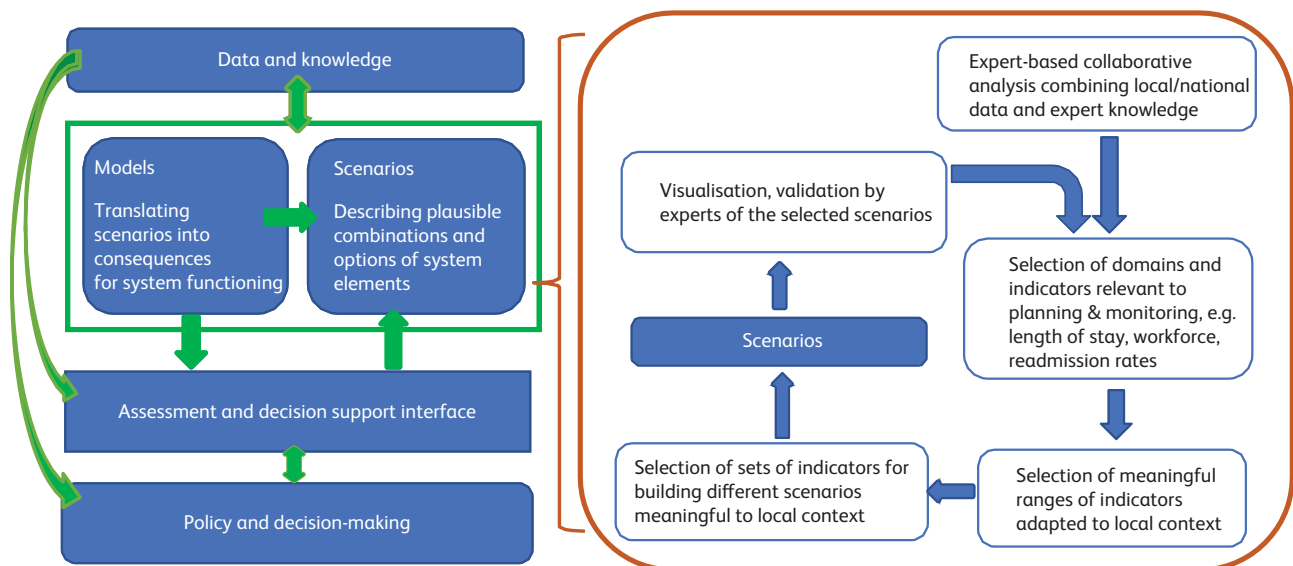 Data and knowledge
Models
Translating
scenarios into
consequences
for system functioning
Scenarios
Describing plausible
combinations and
options of system
elements
Assessment and decision support interface
Policy and decision-making
Expert-based collaborative
analysis combining local/national
data and expert knowledge
Visualisation, validation by
experts of the selected scenarios
Selection of domains and
indicators relevant to
planning & monitoring, e.g.
length of stay, workforce,
readmission rates
Scenarios
Selection of sets of indicators for
building different scenarios
meaningful to local context
Selection of meaningful
ranges of indicators
adapted to local context